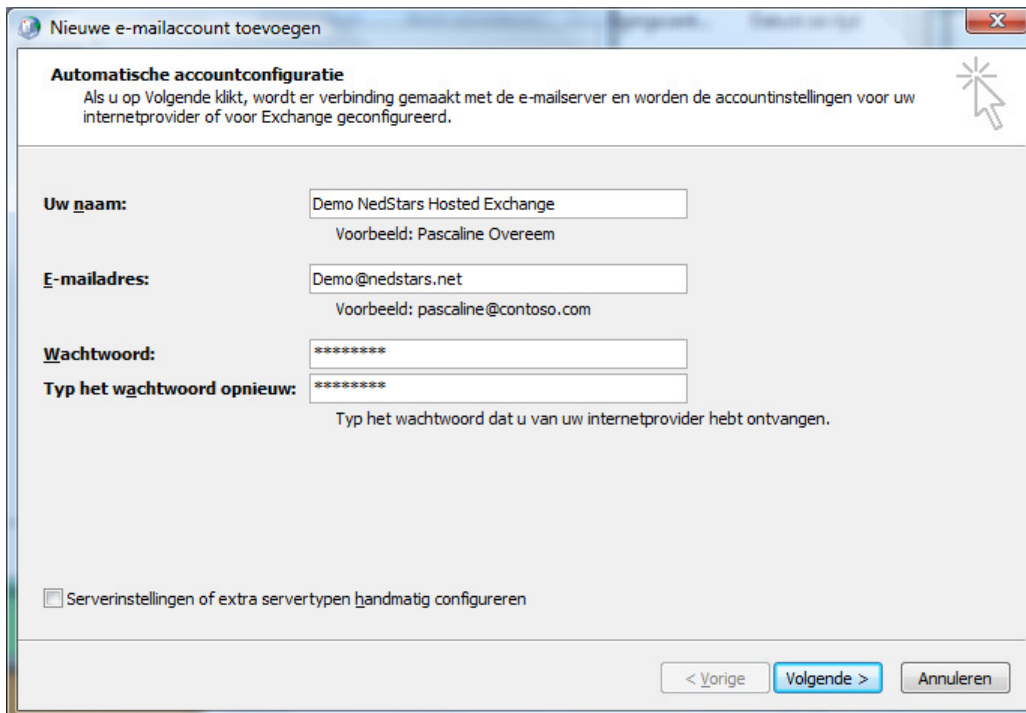 Nieuwe e-mailaccount toevoegen
Automatische accountconfiguratie
Als u op Volgende klikt, wordt er verbinding gemaakt met de e-mailserver en worden de accountinstellingen voor uw
internetprovider of voor Exchange geconfigureerd.
Uw naam: Demo NedStars Hosted Exchange
Voorbeeld: Pascaline Overeem
E-mailadres: Demo@nedstars.net
Voorbeeld: pascaline@contoso.com
Wachtwoord: ********
Typ het wachtwoord opnieuw: ********
Typ het wachtwoord dat u van uw internetprovider hebt ontvangen.
Serverinstellingen of extra servertypen handmatig configureren
< Vorige Volgende > Annuleren